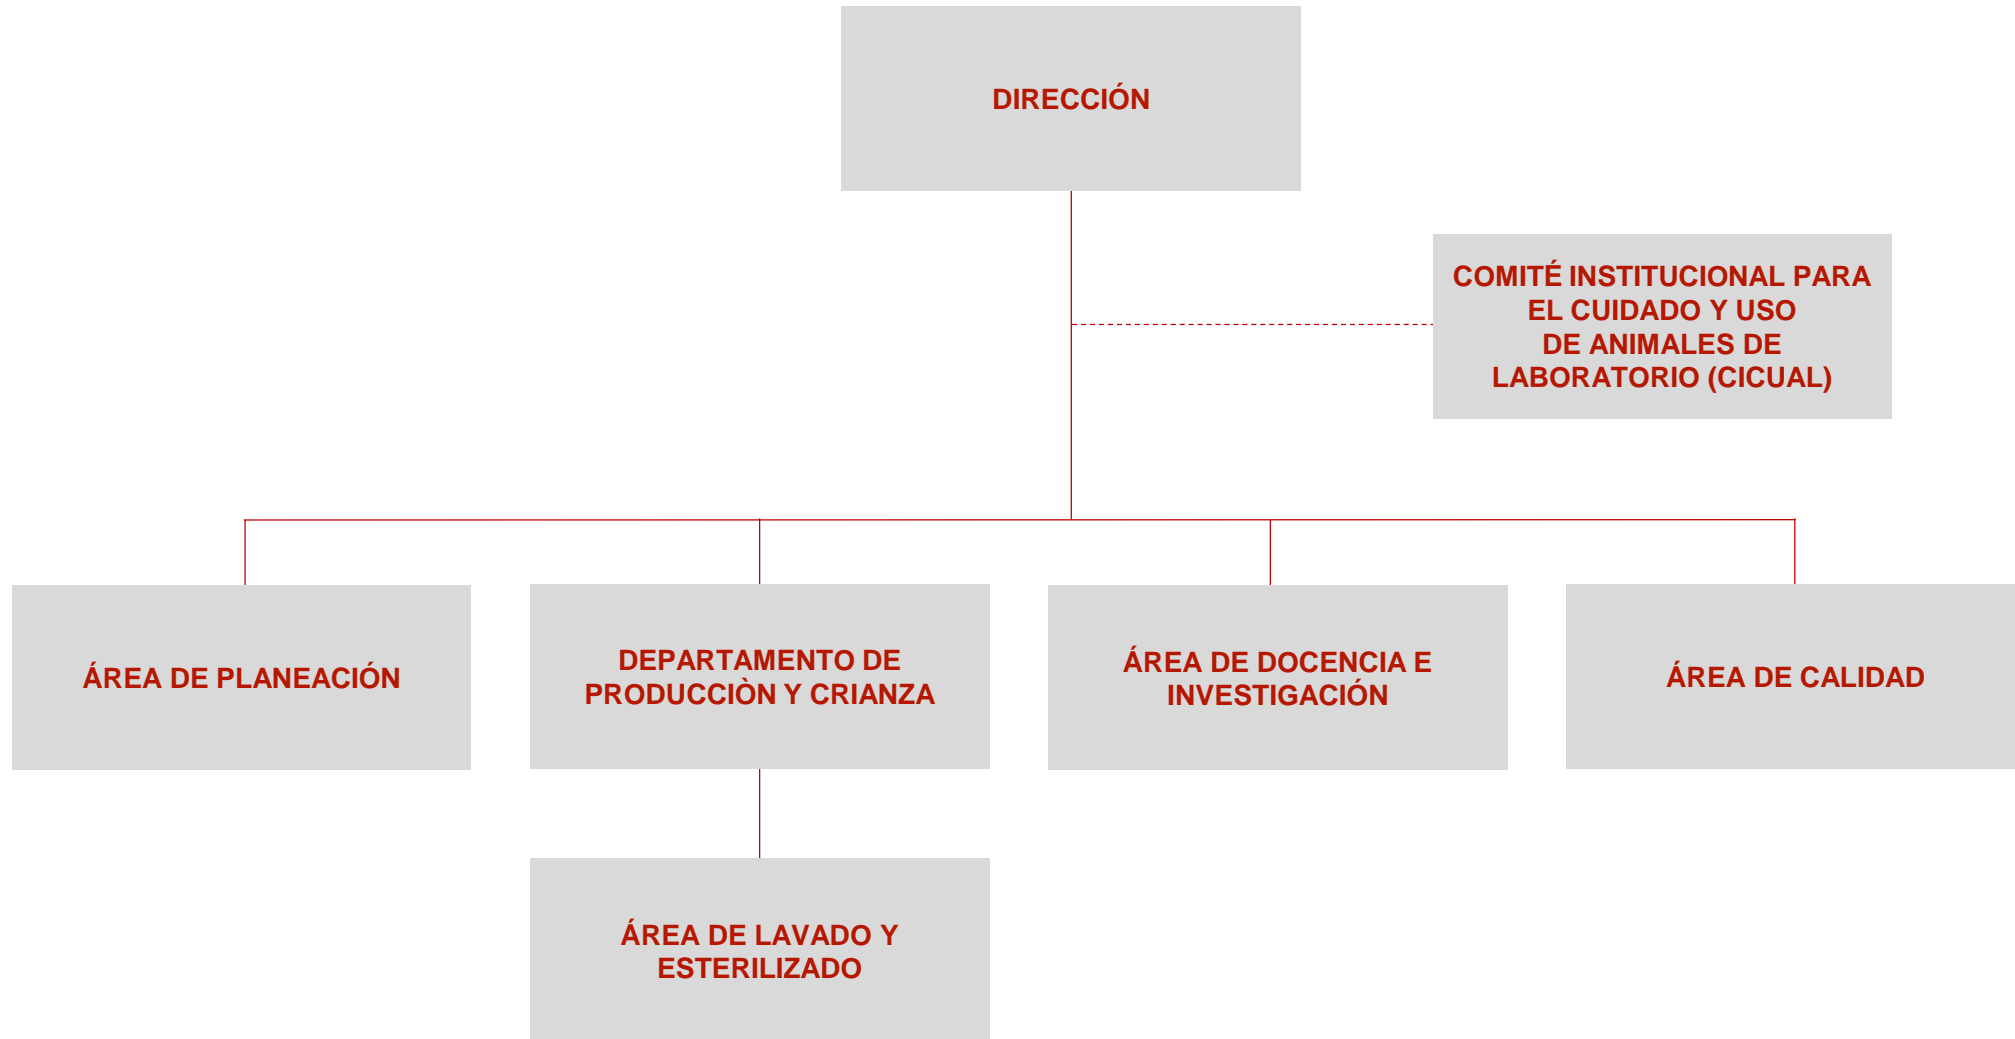 DIRECCIÓN
COMITÉ INSTITUCIONAL PARA
EL CUIDADO Y USO
DE ANIMALES DE
LABORATORIO (CICUAL)
ÁREA DE PLANEACIÓN
DEPARTAMENTO DE
PRODUCCIÒN Y CRIANZA
ÁREA DE DOCENCIA E
INVESTIGACIÓN
ÁREA DE CALIDAD
ÁREA DE LAVADO Y
ESTERILIZADO